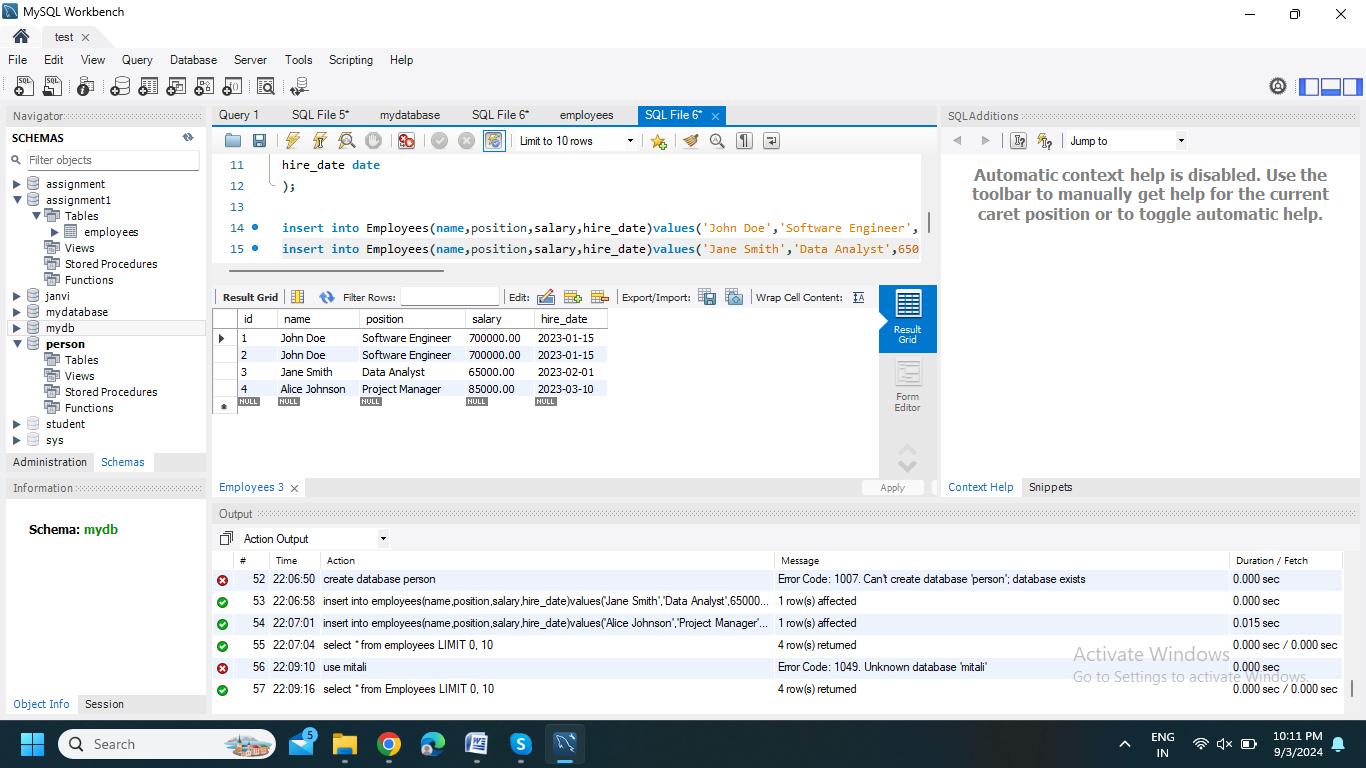 MySQL Workbench
test
File Edit View Query Database Server Tools Scripting Help
Navigator
SCHEMAS
Filter objects
assignment
assignment1
Tables
employees
Views
Stored Procedures
Functions
janvi
mydatabase
mydb
person
Tables
Views
Stored Procedures
Functions
student
sys
Administration Schemas
Information
Schema: mydb
Object Info Session
Query 1 SQL File 5* mydatabase SQL File 6* employees SQL File 6*
Limit to 10 rows
11 hire_date date
12 );
13
14 insert into Employees(name,position,salary,hire_date)values('John Doe','Software Engineer',
15 insert into Employees(name,position,salary,hire_date)values('Jane Smith','Data Analyst',650
Result Grid Filter Rows: Edit: Export/Import: Wrap Cell Content:
id name position salary hire_date
1 John Doe Software Engineer 700000.00 2023-01-15
2 John Doe Software Engineer 700000.00 2023-01-15
3 Jane Smith Data Analyst 65000.00 2023-02-01
4 Alice Johnson Project Manager 85000.00 2023-03-10
NULL NULL NULL NULL NULL
Result
Grid
Form
Editor
Employees 3
Apply
SQLAdditions
Jump to
Automatic context help is disabled. Use the
toolbar to manually get help for the current
caret position or to toggle automatic help.
Context Help Snippets
Output
Action Output
# Time Action Message Duration / Fetch
52 22:06:50 create database person Error Code: 1007. Can't create database 'person'; database exists 0.000 sec
53 22:06:58 insert into employees(name,position,salary,hire_date)values('Jane Smith','Data Analyst',65000... 1 row(s) affected 0.000 sec
54 22:07:01 insert into employees(name,position,salary,hire_date)values('Alice Johnson','Project Manager'... 1 row(s) affected 0.015 sec
55 22:07:04 select * from employees LIMIT 0, 10 4 row(s) returned 0.000 sec / 0.000 sec
56 22:09:10 use mitali Error Code: 1049. Unknown database 'mitali' 0.000 sec
57 22:09:16 select * from Employees LIMIT 0, 10 4 row(s) returned 0.000 sec / 0.000 sec
Activate Windows
Go to Settings to activate Windows.
Search
5
ENG
IN
10:11 PM
9/3/2024